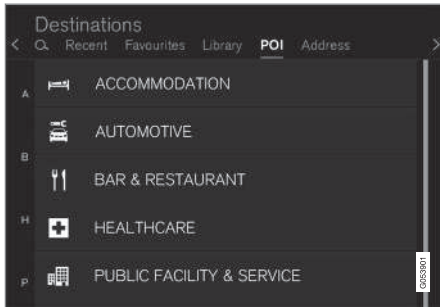 Destinations
Recent Favourites Library POI Address
A
ACCOMMODATION
AUTOMOTIVE
B
BAR & RESTAURANT
H
HEALTHCARE
P
PUBLIC FACILITY & SERVICE
G053901